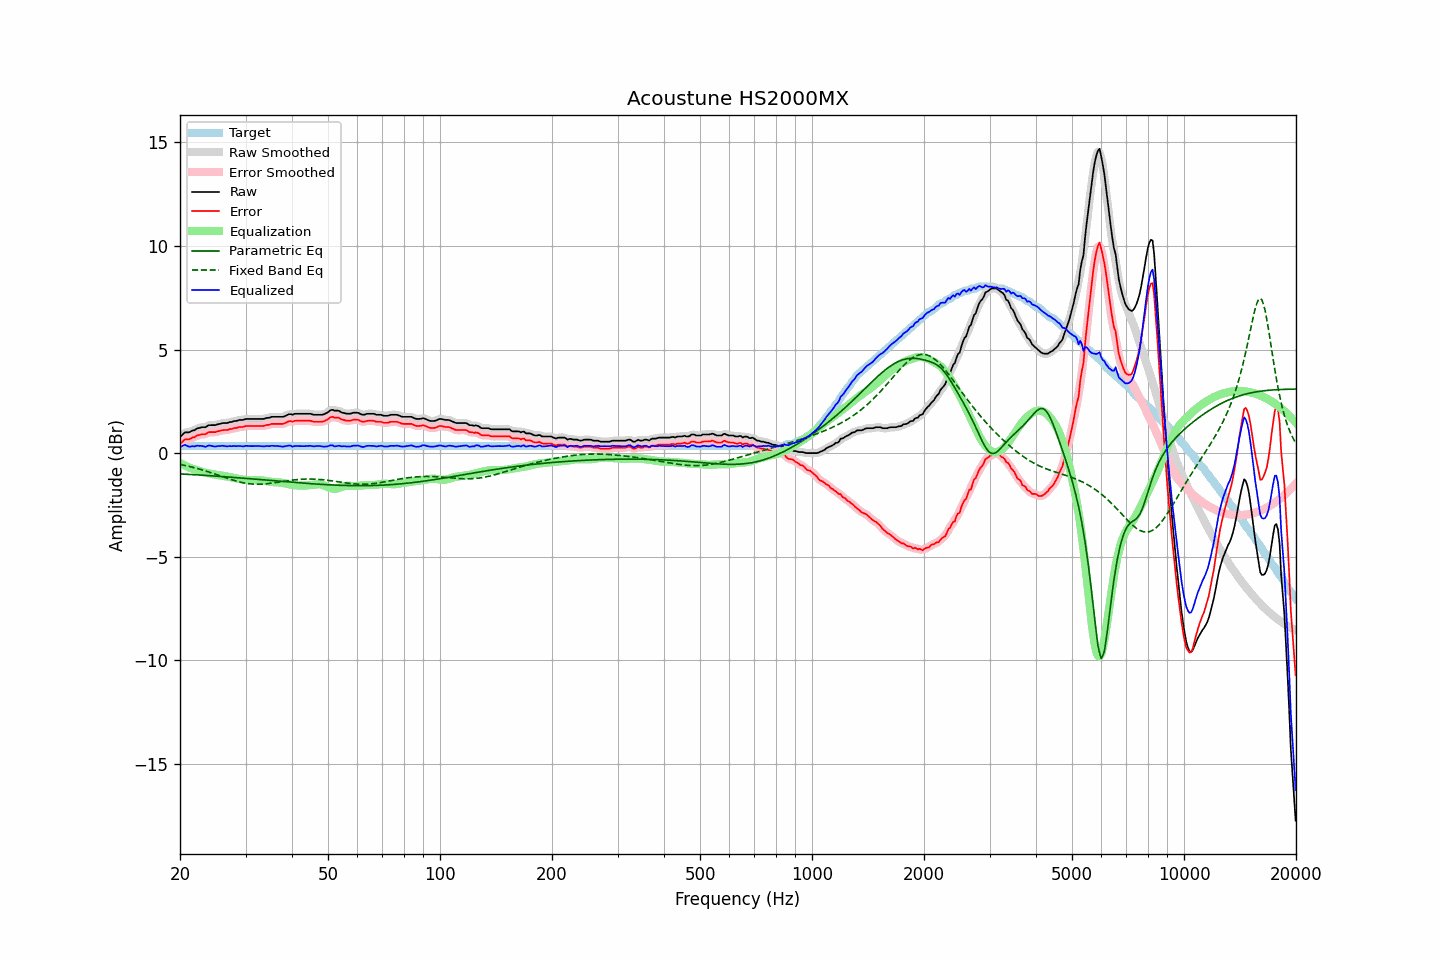 Acoustune HS2000MX
Target
Raw Smoothed
Error Smoothed
Raw
Error
Equalization
Parametric Eq
Fixed Band Eq
Equalized
15
10
5
0
−5
−10
−15
Amplitude (dBr)
20 50 100 200 500 1000 2000 5000 10000 20000
Frequency (Hz)